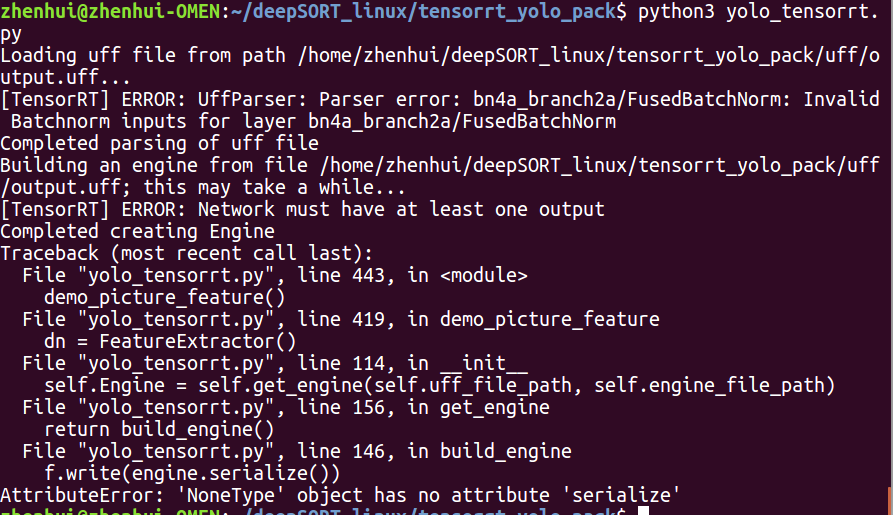 zhenhui@zhenhui-OMEN:~/deepSORT_linux/tensorrt_yolo_pack$ python3 yolo_tensorrt.
py
Loading uff file from path /home/zhenhui/deepSORT_linux/tensorrt_yolo_pack/uff/o
utput.uff...
[TensorRT] ERROR: UffParser: Parser error: bn4a_branch2a/FusedBatchNorm: Invalid
 Batchnorm inputs for layer bn4a_branch2a/FusedBatchNorm
Completed parsing of uff file
Building an engine from file /home/zhenhui/deepSORT_linux/tensorrt_yolo_pack/uff
/output.uff; this may take a while...
[TensorRT] ERROR: Network must have at least one output
Completed creating Engine
Traceback (most recent call last):
  File "yolo_tensorrt.py", line 443, in <module>
    demo_picture_feature()
  File "yolo_tensorrt.py", line 419, in demo_picture_feature
    dn = FeatureExtractor()
  File "yolo_tensorrt.py", line 114, in __init__
    self.Engine = self.get_engine(self.uff_file_path, self.engine_file_path)
  File "yolo_tensorrt.py", line 156, in get_engine
    return build_engine()
  File "yolo_tensorrt.py", line 146, in build_engine
    f.write(engine.serialize())
AttributeError: 'NoneType' object has no attribute 'serialize'
zhenhui@zhenhui-OMEN:~/deepSORT_linux/tensorrt_yolo_pack$